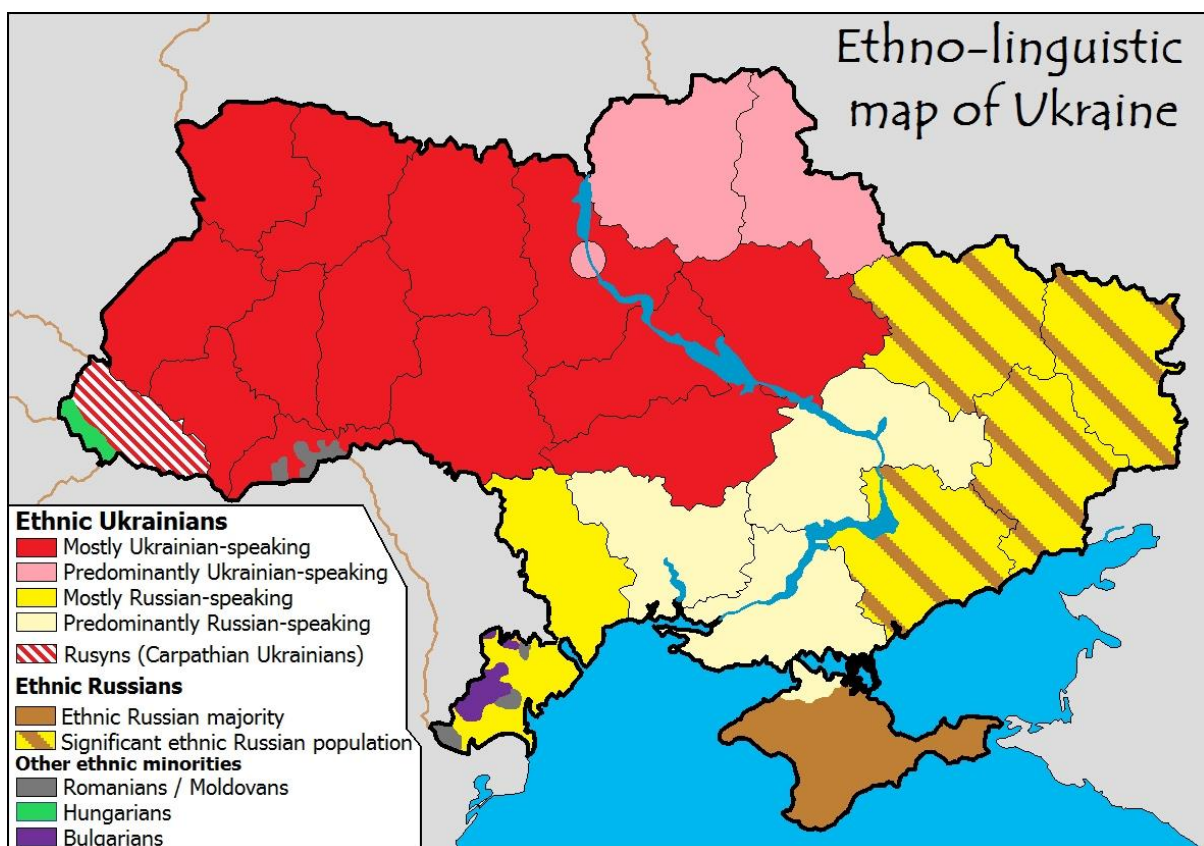 Ethno-linguistic
map of Ukraine
Ethnic Ukrainians
Mostly Ukrainian-speaking
Predominantly Ukrainian-speaking
Mostly Russian-speaking
Predominantly Russian-speaking
Rusyns (Carpathian Ukrainians)
Ethnic Russians
Ethnic Russian majority
Significant ethnic Russian population
Other ethnic minorities
Romanians / Moldovans
Hungarians
Bulgarians